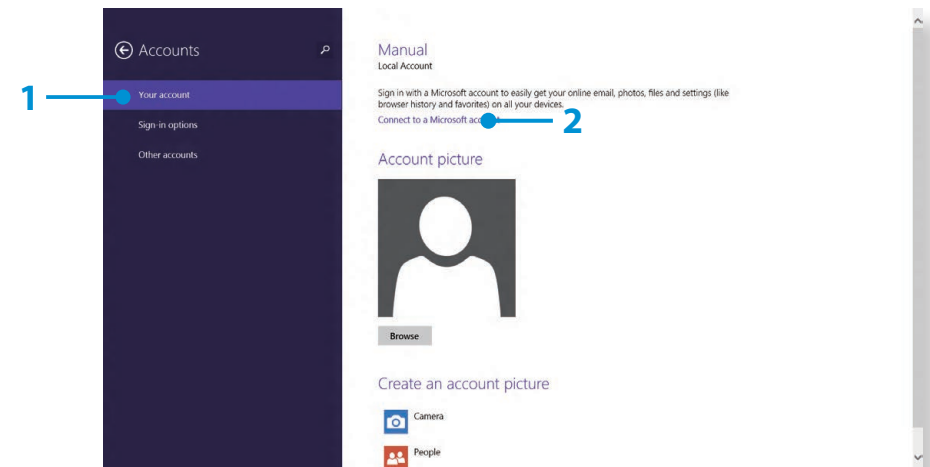 Accounts
1
Your account
Sign-in options
Other accounts
Manual
Local Account
Sign in with a Microsoft account to easily get your online email, photos, files and settings (like
browser history and favorites) on all your devices.
Connect to a Microsoft
2
Account picture
Browse
Create an account picture
Camera
People